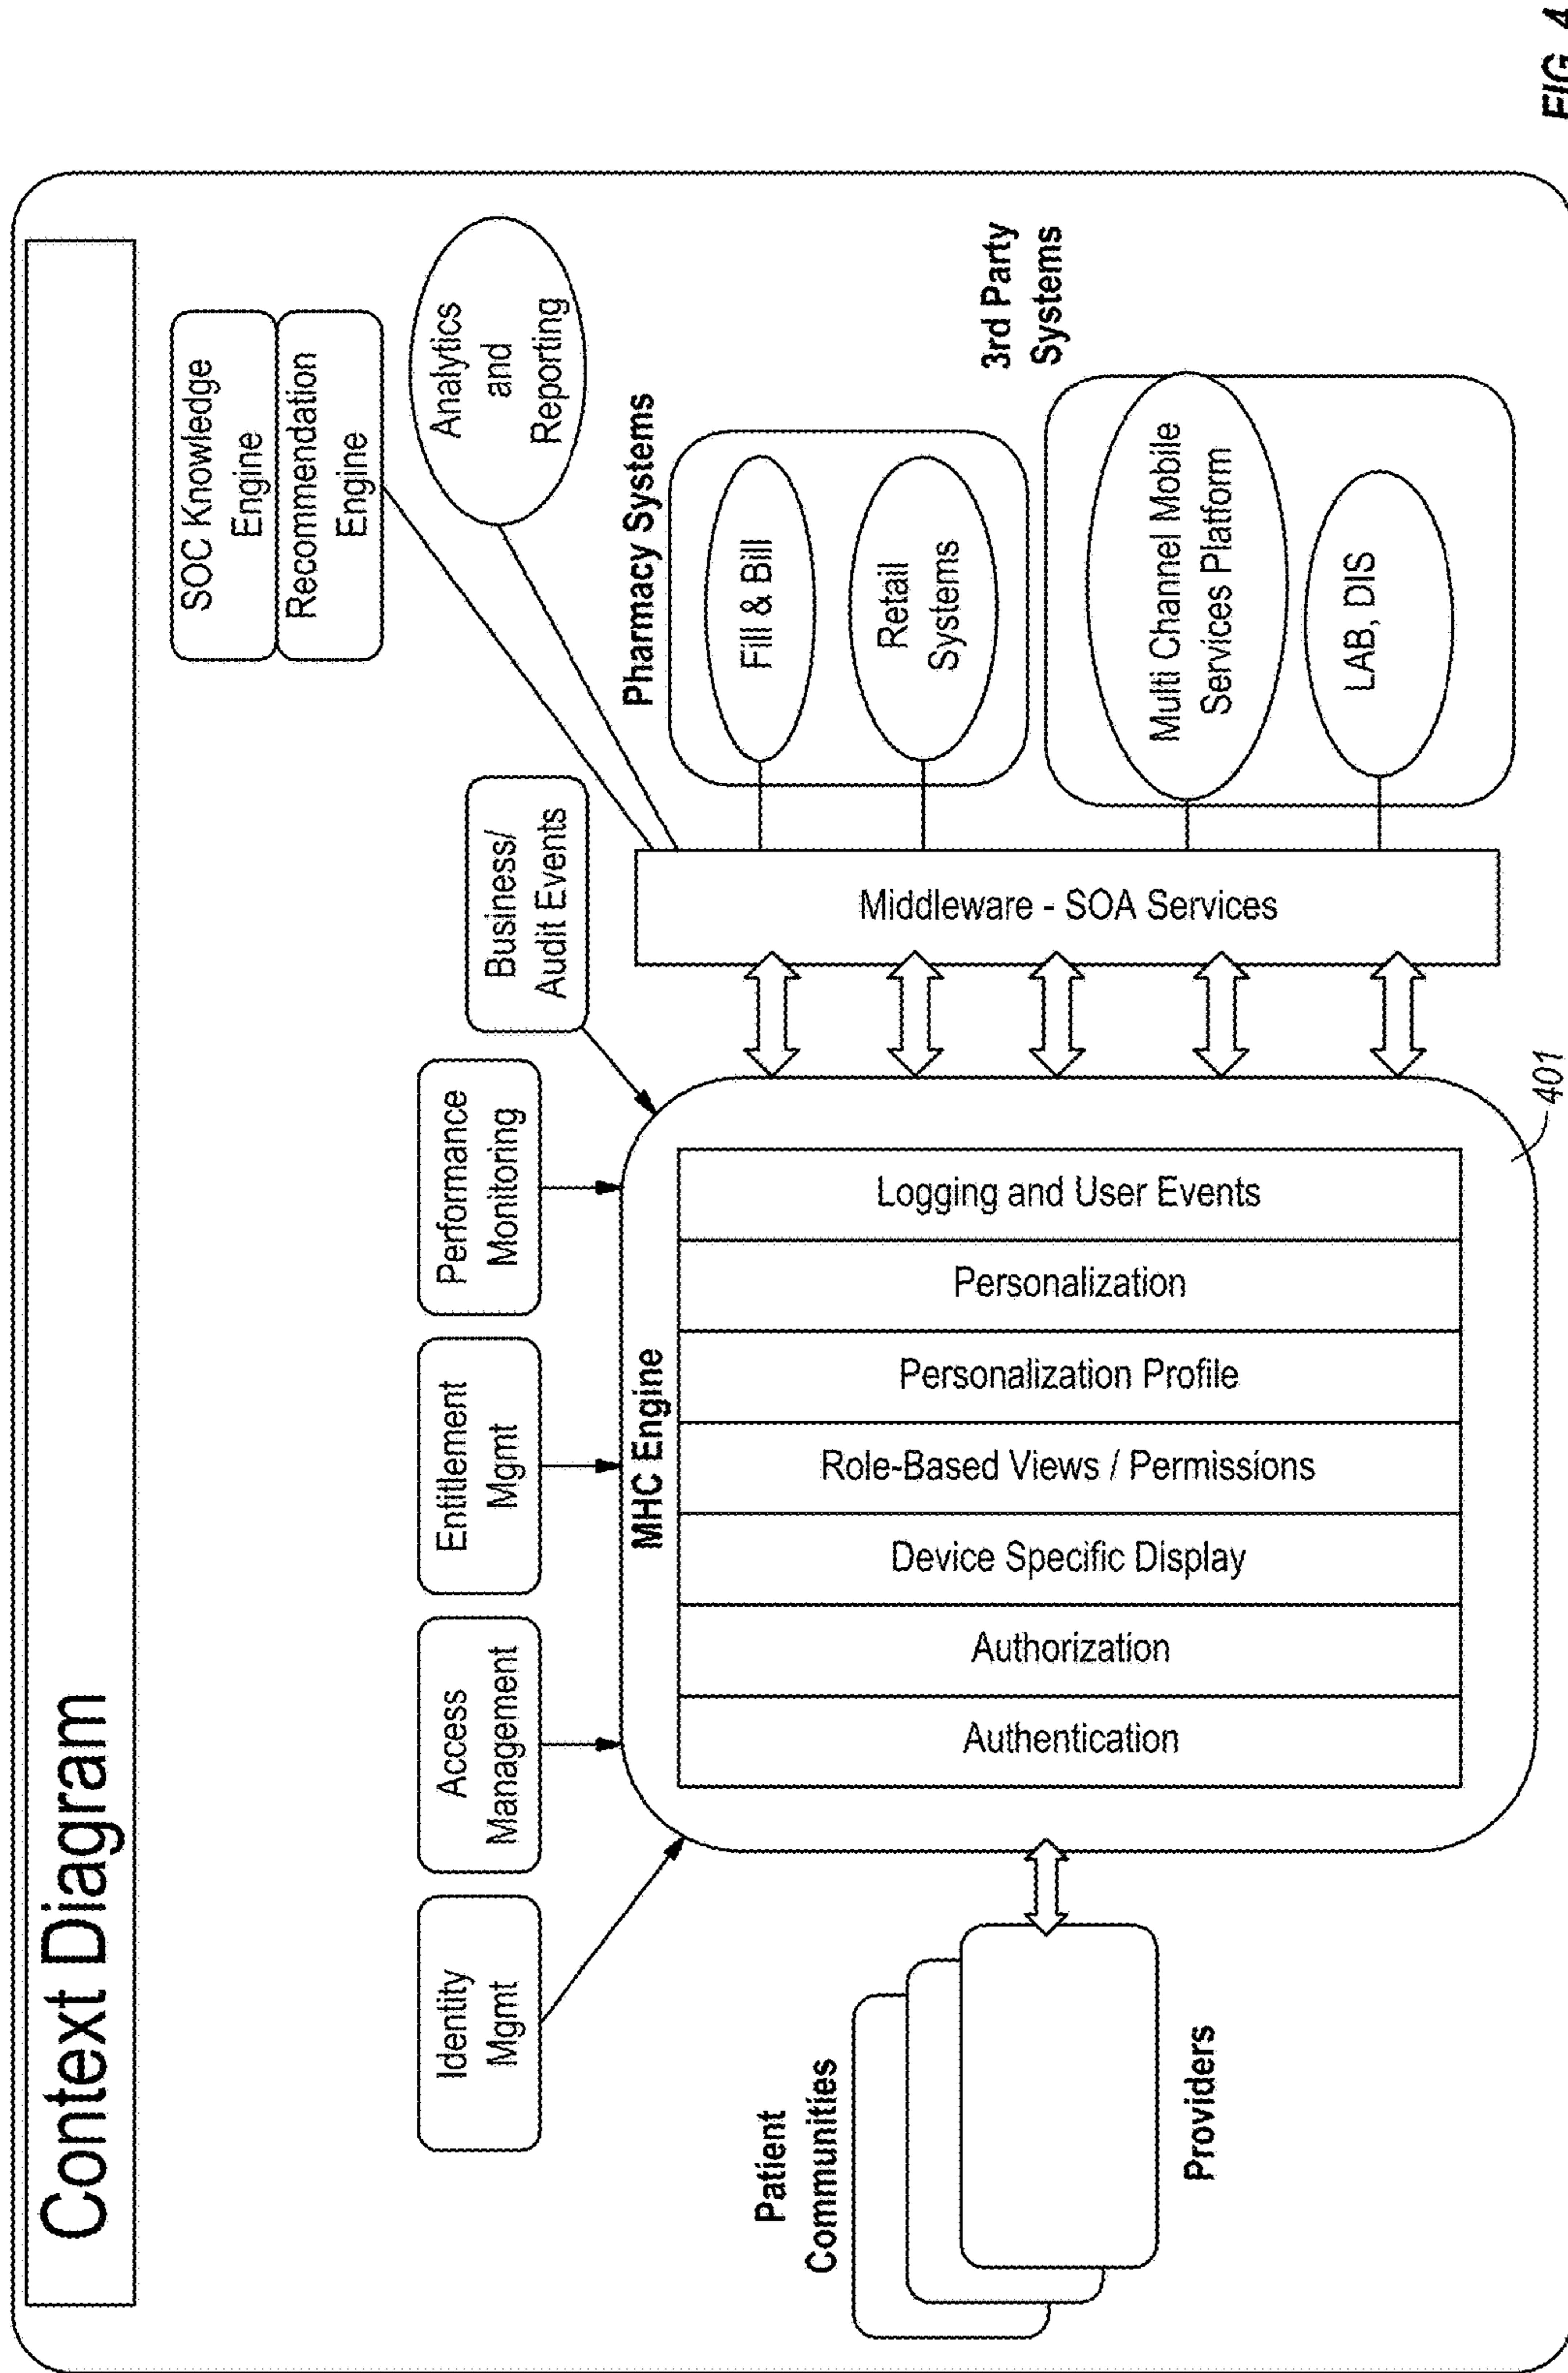 Context Diagram
SOC Knowledge
Engine
Recommendation
Engine
Analytics
and
Reporting
Identity
Mgmt
Access
Management
Entitlement
Mgmt
Performance
Monitoring
Business/
Audit Events
Patient
Communities
Providers
MHC Engine
Authentication
Authorization
Device Specific Display
Role-Based Views / Permissions
Personalization Profile
Personalization
Logging and User Events
401
Middleware - SOA Services
Pharmacy Systems
Fill & Bill
Retail
Systems
3rd Party
Systems
Multi Channel Mobile
Services Platform
LAB, DIS
FIG. 4